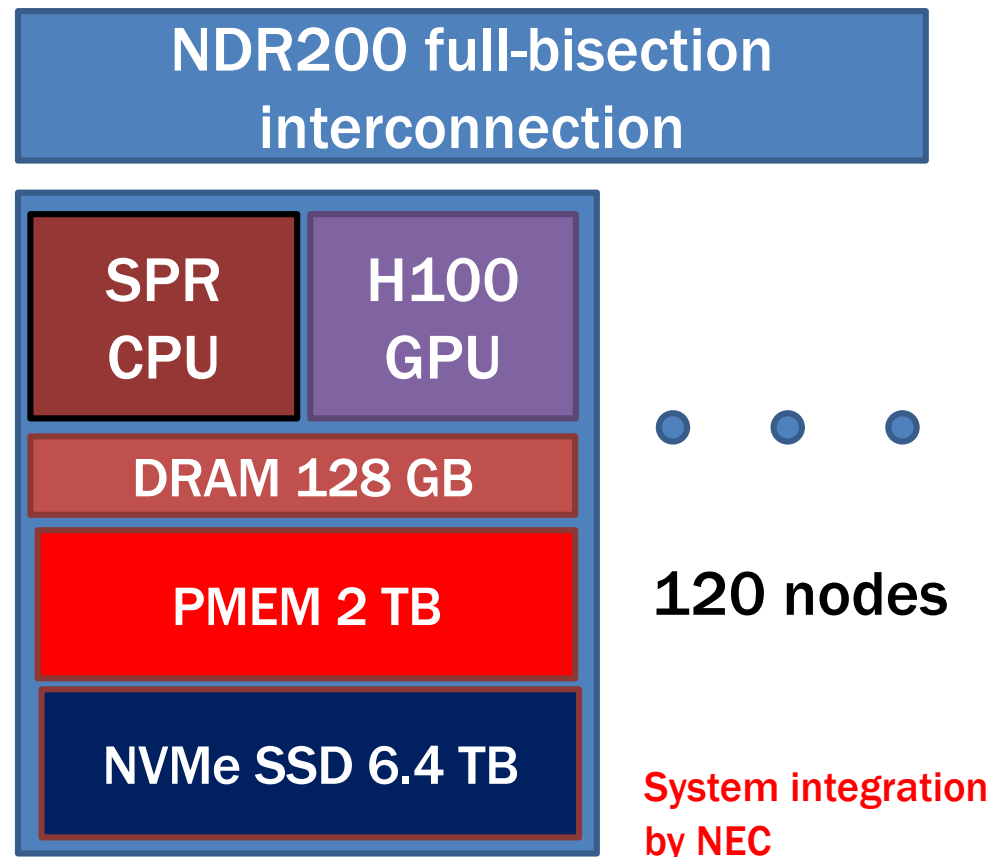 NDR200 full-bisection
interconnection
SPR
CPU
H100
GPU
DRAM 128 GB
PMEM 2 TB
120 nodes
NVMe SSD 6.4 TB
System integration
by NEC